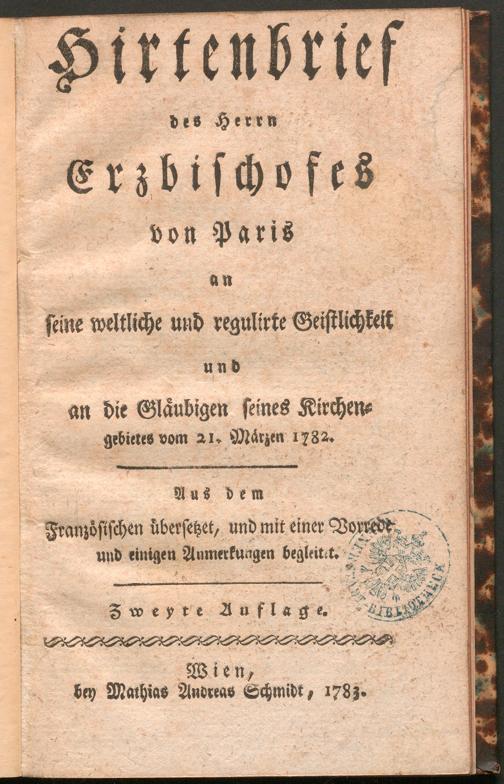 Hirtenbrief
des Herrn
Erzbischofes
von Paris
an
seine weltliche und regulirte Geistlichkeit
und
an die Gläubigen seines Kirchen-
gebietes vom 21. Märzen 1782.
Aus dem
Französischen übersetzet, und mit einer Vorrede
und einigen Anmerkungen begleitet.
Zweyte Auflage.
Wien,
bey Mathias Andreas Schmidt, 1783.
BIBLIOTHECK